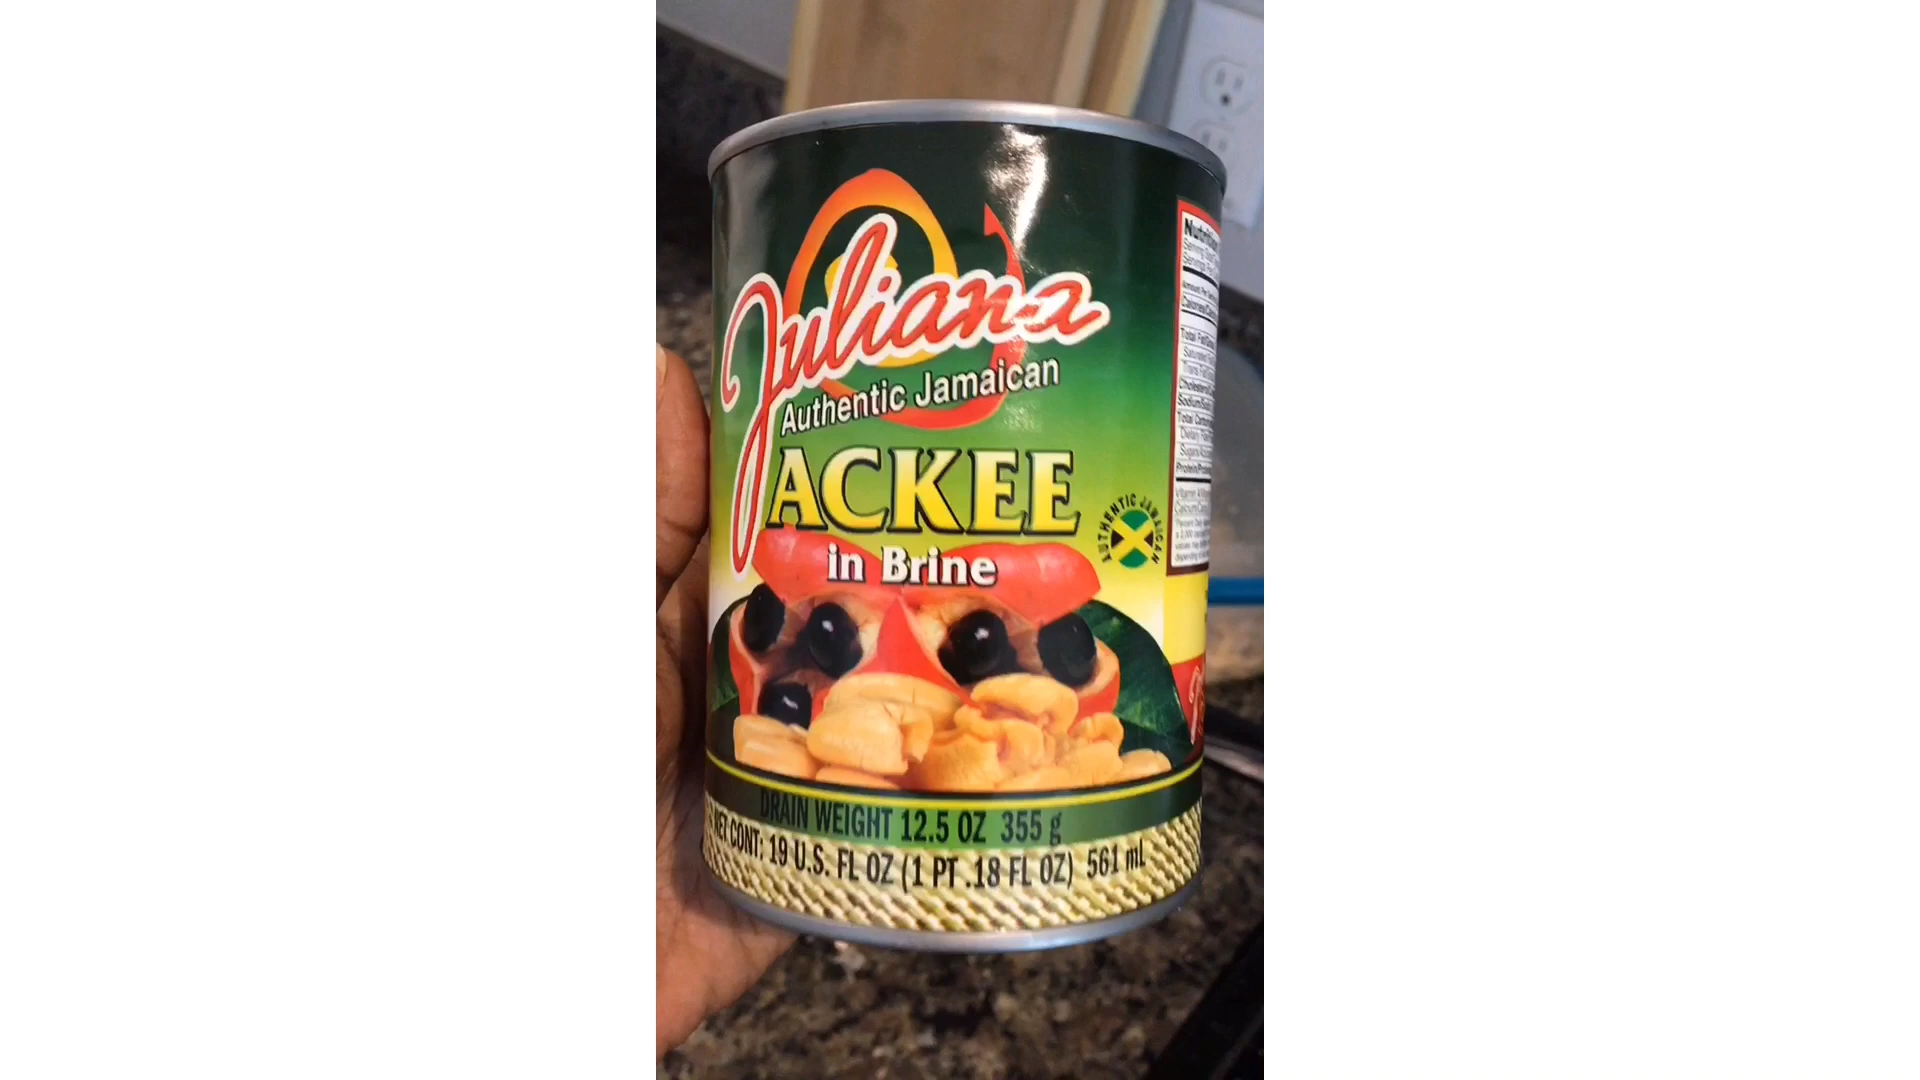 Juliana
Authentic Jamaican
ACKEE
in Brine
AUTHENTIC JAMAICAN
DRAIN WEIGHT 12.5 OZ 355 g
NET CONT: 19 U.S. FL OZ (1 PT .18 FL OZ) 561 mL